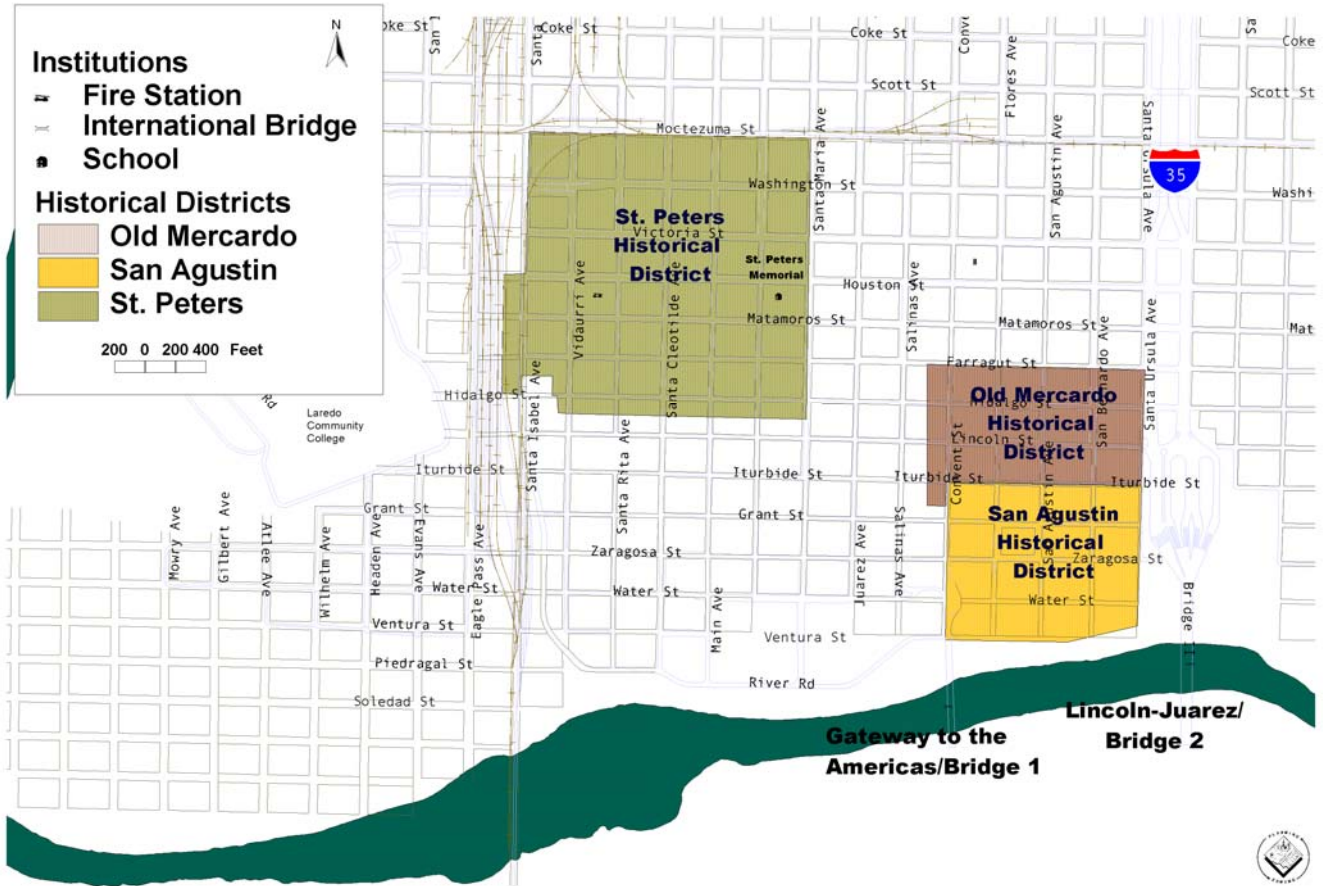 N
Institutions
Fire Station
International Bridge
School
Historical Districts
Old Mercardo
San Agustin
St. Peters
200 0 200 400 Feet
Coke St
Coke St
Coke St
Scott St
Scott St
Flores Ave
Moctezuma St
Santa Maria Ave
San Agustin Ave
Santa Ursula Ave
35
Washington St
Washi
St. Peters
Historical
District
Victoria St
St. Peters
Memorial
Vidaurri Ave
Santa Cleotilde Ave
Houston St
Salinas Ave
Matamoros St
Matamoros St
Mat
San Bernardo Ave
Santa Ursula Ave
Farragut St
Hidalgo St
Santa Isabel Ave
Old Mercardo
Historical
District
Hidalgo St
Lincoln St
Convent St
San Agustin Ave
Rd
Laredo
Community
College
Santa Rita Ave
Iturbide St
Iturbide St
Iturbide St
Iturbide St
Grant St
Grant St
Mowry Ave
Gilbert Ave
Atlee Ave
Wilhelm Ave
Headen Ave
Evans Ave
Eagle Pass Ave
Juarez Ave
Salinas Ave
San Agustin
Historical
District
Zaragosa St
Zaragosa St
Water St
Water St
Water St
Main Ave
Ventura St
Ventura St
Piedragal St
River Rd
Soledad St
Bridge II
Lincoln-Juarez/
Bridge 2
Gateway to the
Americas/Bridge 1